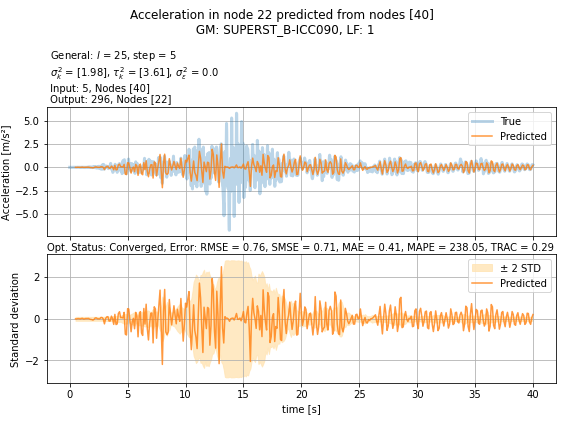 Acceleration in node 22 predicted from nodes [40]
GM: SUPERST_B-ICC090, LF: 1
General: l = 25, step = 5
σ²ₖ = [1.98], τ²ₖ = [3.61], σ²ε = 0.0
Input: 5, Nodes [40]
Output: 296, Nodes [22]
Acceleration [m/s²]
5.0
2.5
0.0
−2.5
−5.0
True
Predicted
Opt. Status: Converged, Error: RMSE = 0.76, SMSE = 0.71, MAE = 0.41, MAPE = 238.05, TRAC = 0.29
Standard deviation
2
0
−2
± 2 STD
Predicted
0 5 10 15 20 25 30 35 40
time [s]